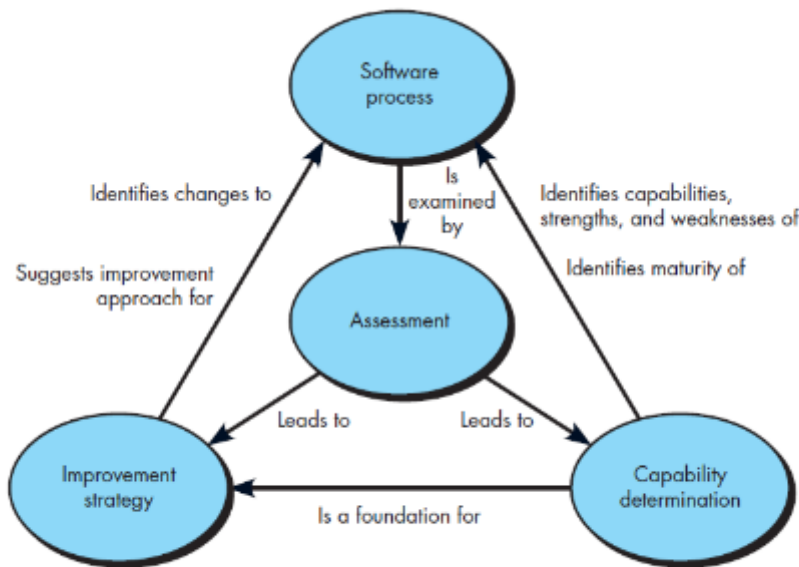 Software
process
Identifies changes to
Is
examined
by
Identifies capabilities,
strengths, and weaknesses of
Suggests improvement
approach for
Identifies maturity of
Assessment
Leads to
Leads to
Improvement
strategy
Capability
determination
Is a foundation for